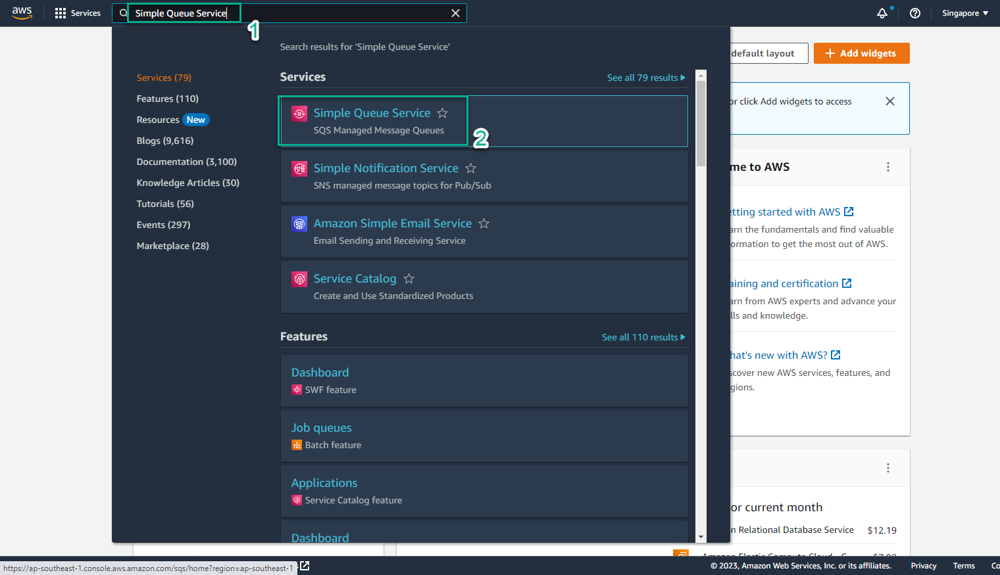 aws
Services
Simple Queue Service
1
Singapore
Search results for 'Simple Queue Service'
Services (79)
Features (110)
Resources New
Blogs (9,616)
Documentation (3,100)
Knowledge Articles (30)
Tutorials (56)
Events (297)
Marketplace (28)
Services
See all 79 results
Simple Queue Service
SQS Managed Message Queues
2
Simple Notification Service
SNS managed message topics for Pub/Sub
Amazon Simple Email Service
Email Sending and Receiving Service
Service Catalog
Create and Use Standardized Products
Features
See all 110 results
Dashboard
SWF feature
Job queues
Batch feature
Applications
Service Catalog feature
Dashboard
default layout
Add widgets
or click Add widgets to access
me to AWS
etting started with AWS
arn the fundamentals and find valuable
ormation to get the most out of AWS.
aining and certification
arn from AWS experts and advance your
lls and knowledge.
hat's new with AWS?
scover new AWS services, features, and
gions.
or current month
n Relational Database Service $12.19
https://ap-southeast-1.console.aws.amazon.com/sqs/home?region=ap-southeast-1
© 2023, Amazon Web Services, Inc. or its affiliates.
Privacy
Terms
Co